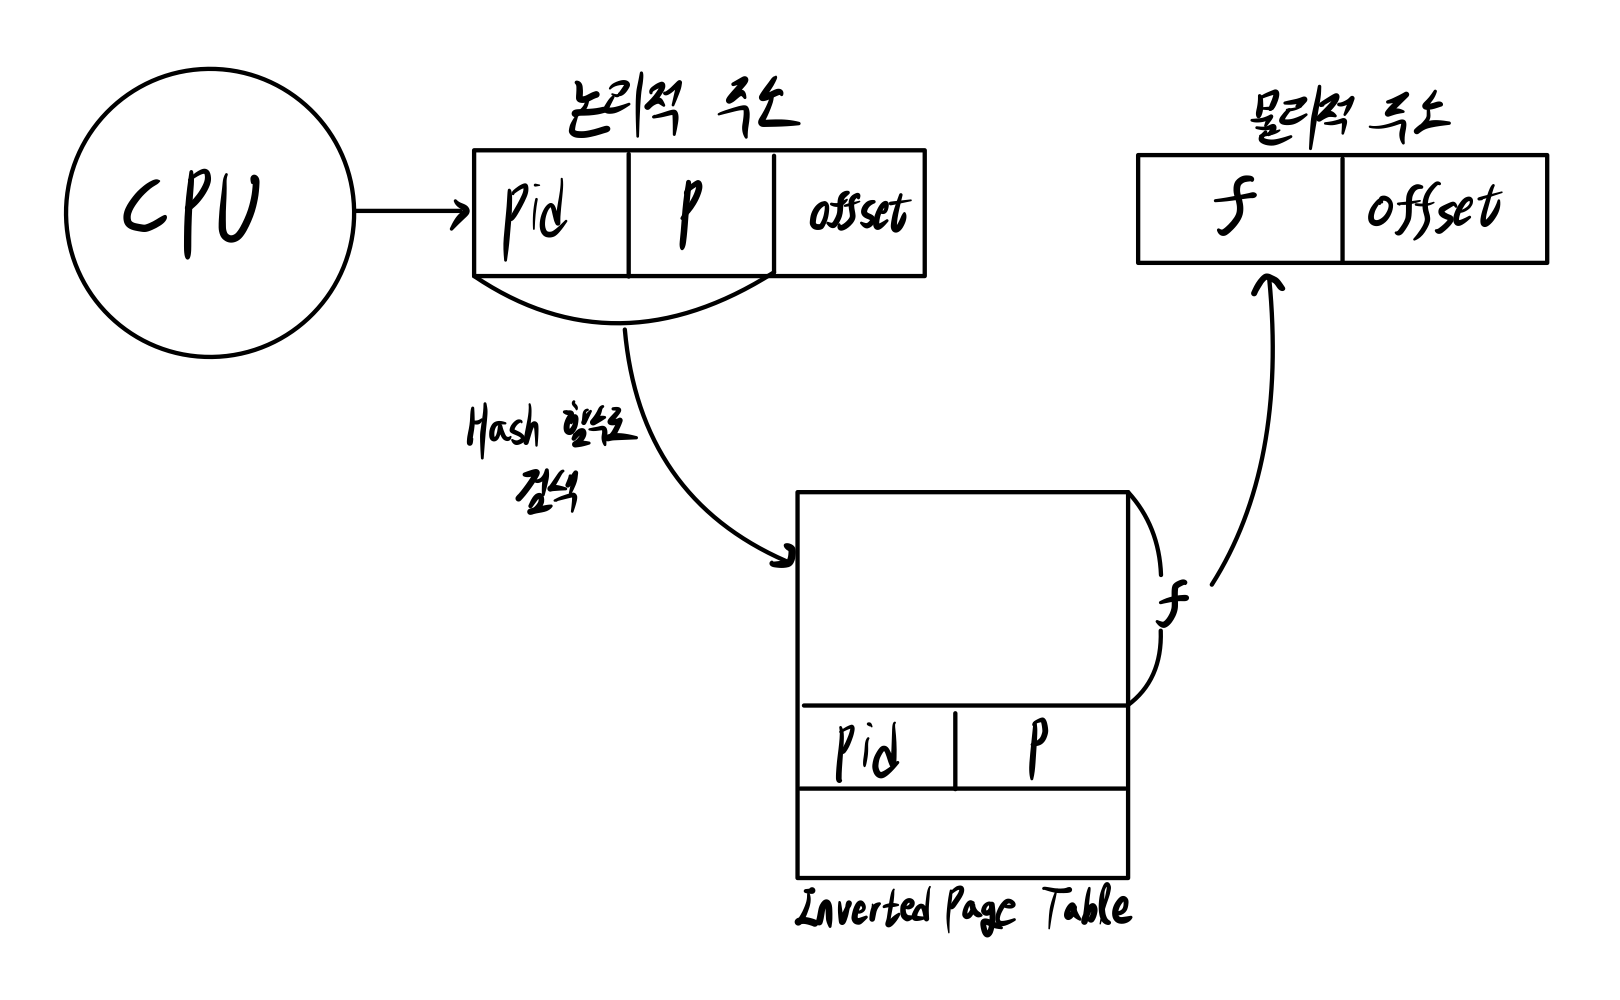 CPU
논리적 주소
pid P offset
물리적 주소
f offset
Hash 함수로
검색
f
pid P
Inverted Page Table